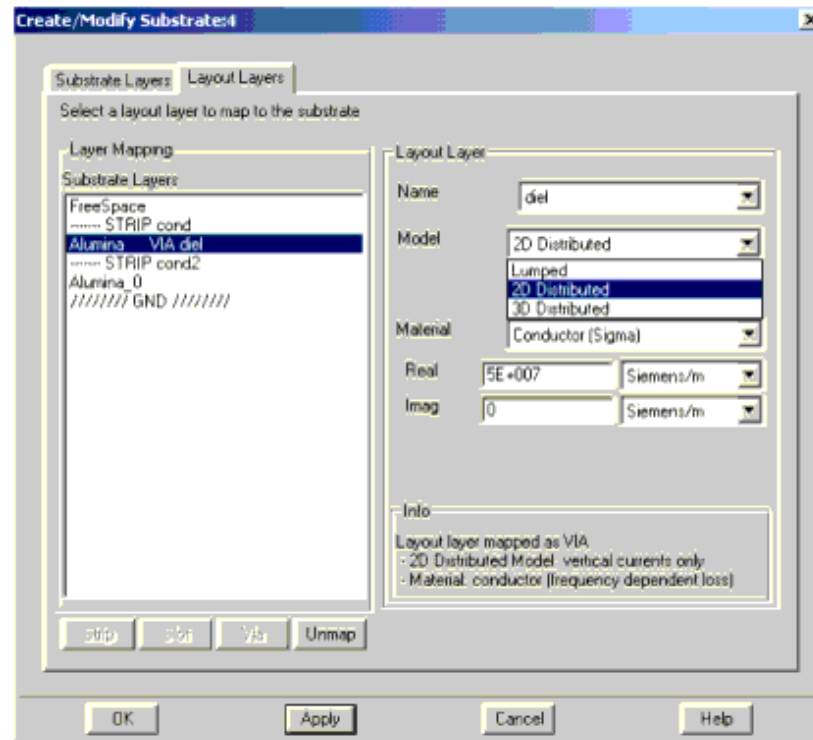 Create/Modify Substrate:4
Substrate Layers
Layout Layers
Select a layout layer to map to the substrate
Layer Mapping
Substrate Layers
FreeSpace
------ STRIP cond
Alumina VIA diel
------ STRIP cond2
Alumina_0
//////// GND ////////
Strip
Slot
Via
Unmap
Layout Layer
Name
diel
Model
2D Distributed
Lumped
2D Distributed
3D Distributed
Material
Conductor (Sigma)
Real
5E+007
Siemens/m
Imag
0
Siemens/m
Info
Layout layer mapped as VIA
- 2D Distributed Model: vertical currents only
- Material: conductor (frequency dependent loss)
OK
Apply
Cancel
Help